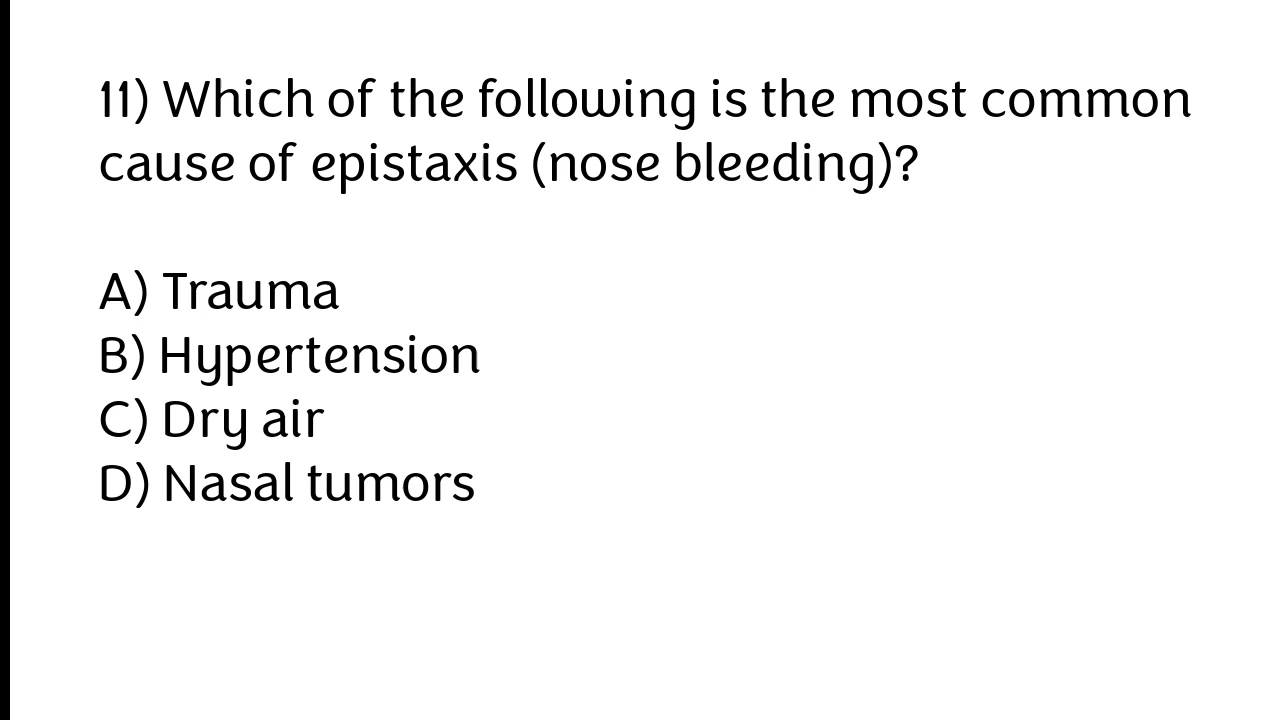 11) Which of the following is the most common
cause of epistaxis (nose bleeding)?
A) Trauma
B) Hypertension
C) Dry air
D) Nasal tumors